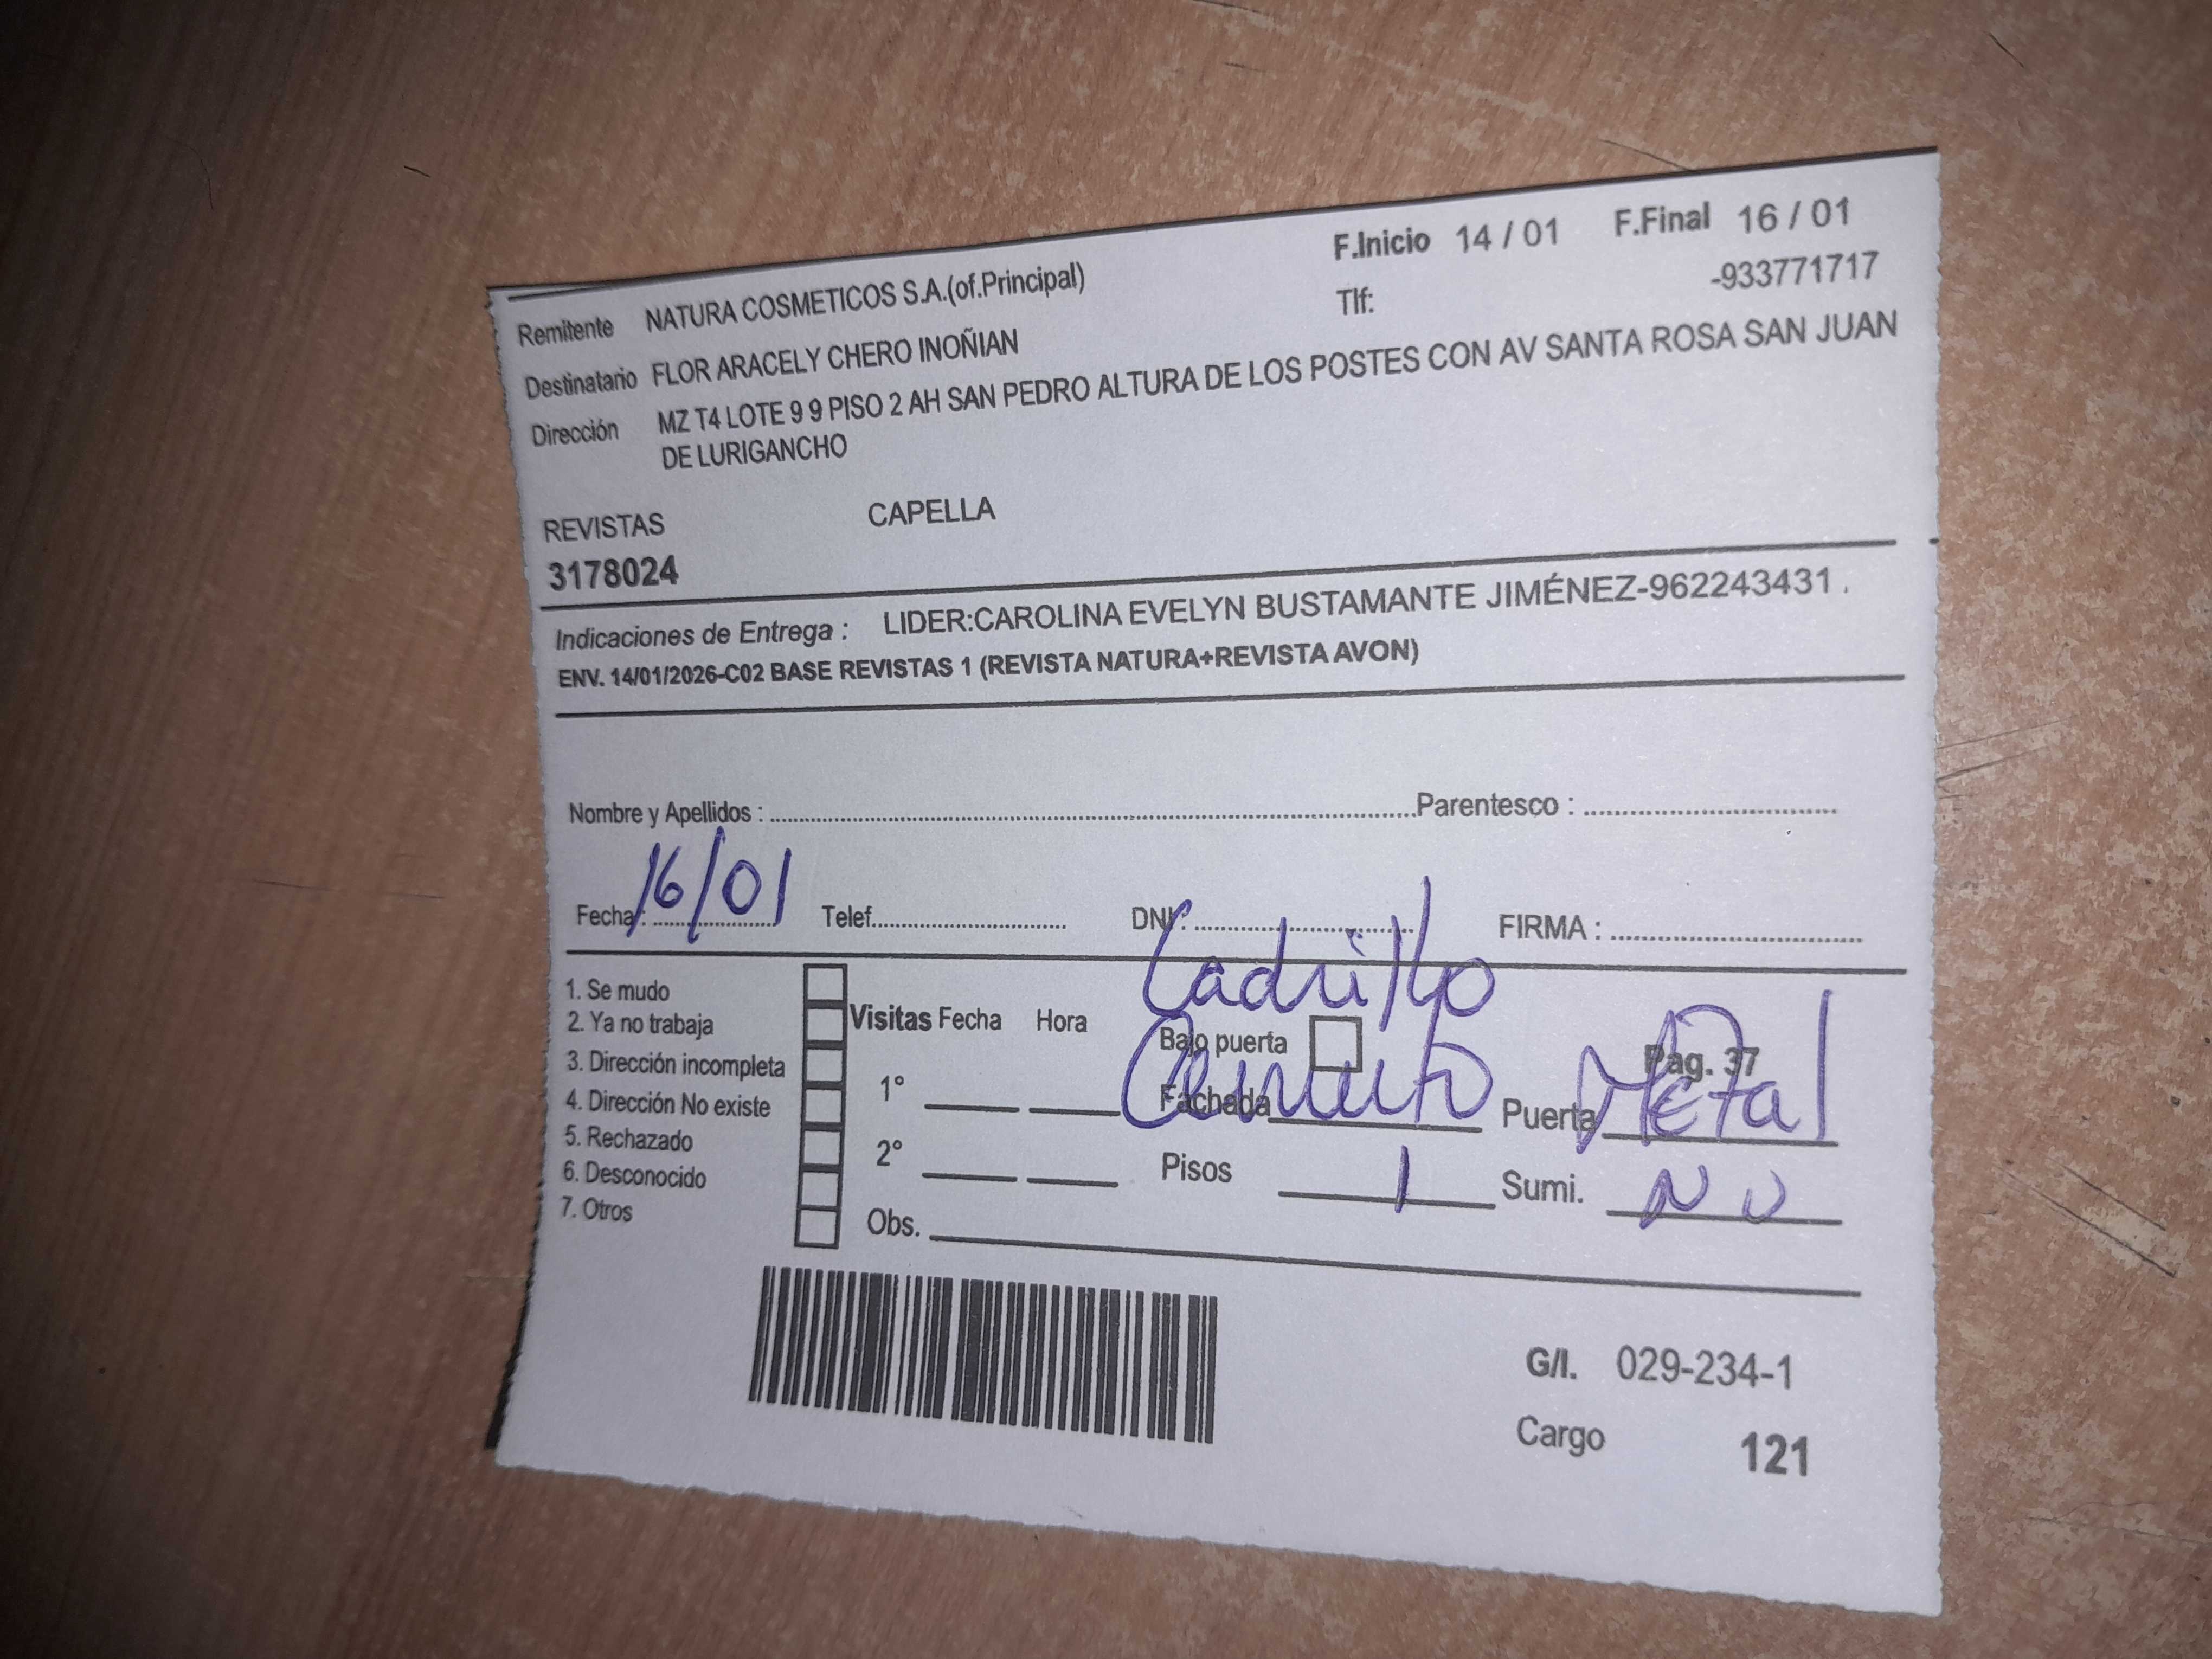 F.Inicio 14 / 01 F.Final 16 / 01
Remitente NATURA COSMETICOS S.A.(of.Principal) Tlf: -933771717
Destinatario FLOR ARACELY CHERO INOÑIAN
Dirección MZ T4 LOTE 9 9 PISO 2 AH SAN PEDRO ALTURA DE LOS POSTES CON AV SANTA ROSA SAN JUAN
DE LURIGANCHO
REVISTAS CAPELLA
3178024
Indicaciones de Entrega : LIDER:CAROLINA EVELYN BUSTAMANTE JIMÉNEZ-962243431 .
ENV. 14/01/2026-C02 BASE REVISTAS 1 (REVISTA NATURA+REVISTA AVON)
Nombre y Apellidos : Parentesco :
Fecha : 16/01 Telef. DNI: FIRMA :
Ladrillo
1. Se mudo
2. Ya no trabaja
3. Dirección incompleta
4. Dirección No existe
5. Rechazado
6. Desconocido
7. Otros
Visitas Fecha Hora
1°
2°
Obs.
Bajo puerta Pag. 37
Fachada Cemento Puerta Metal
Pisos 1 Sumi. NO
G/I. 029-234-1
Cargo 121